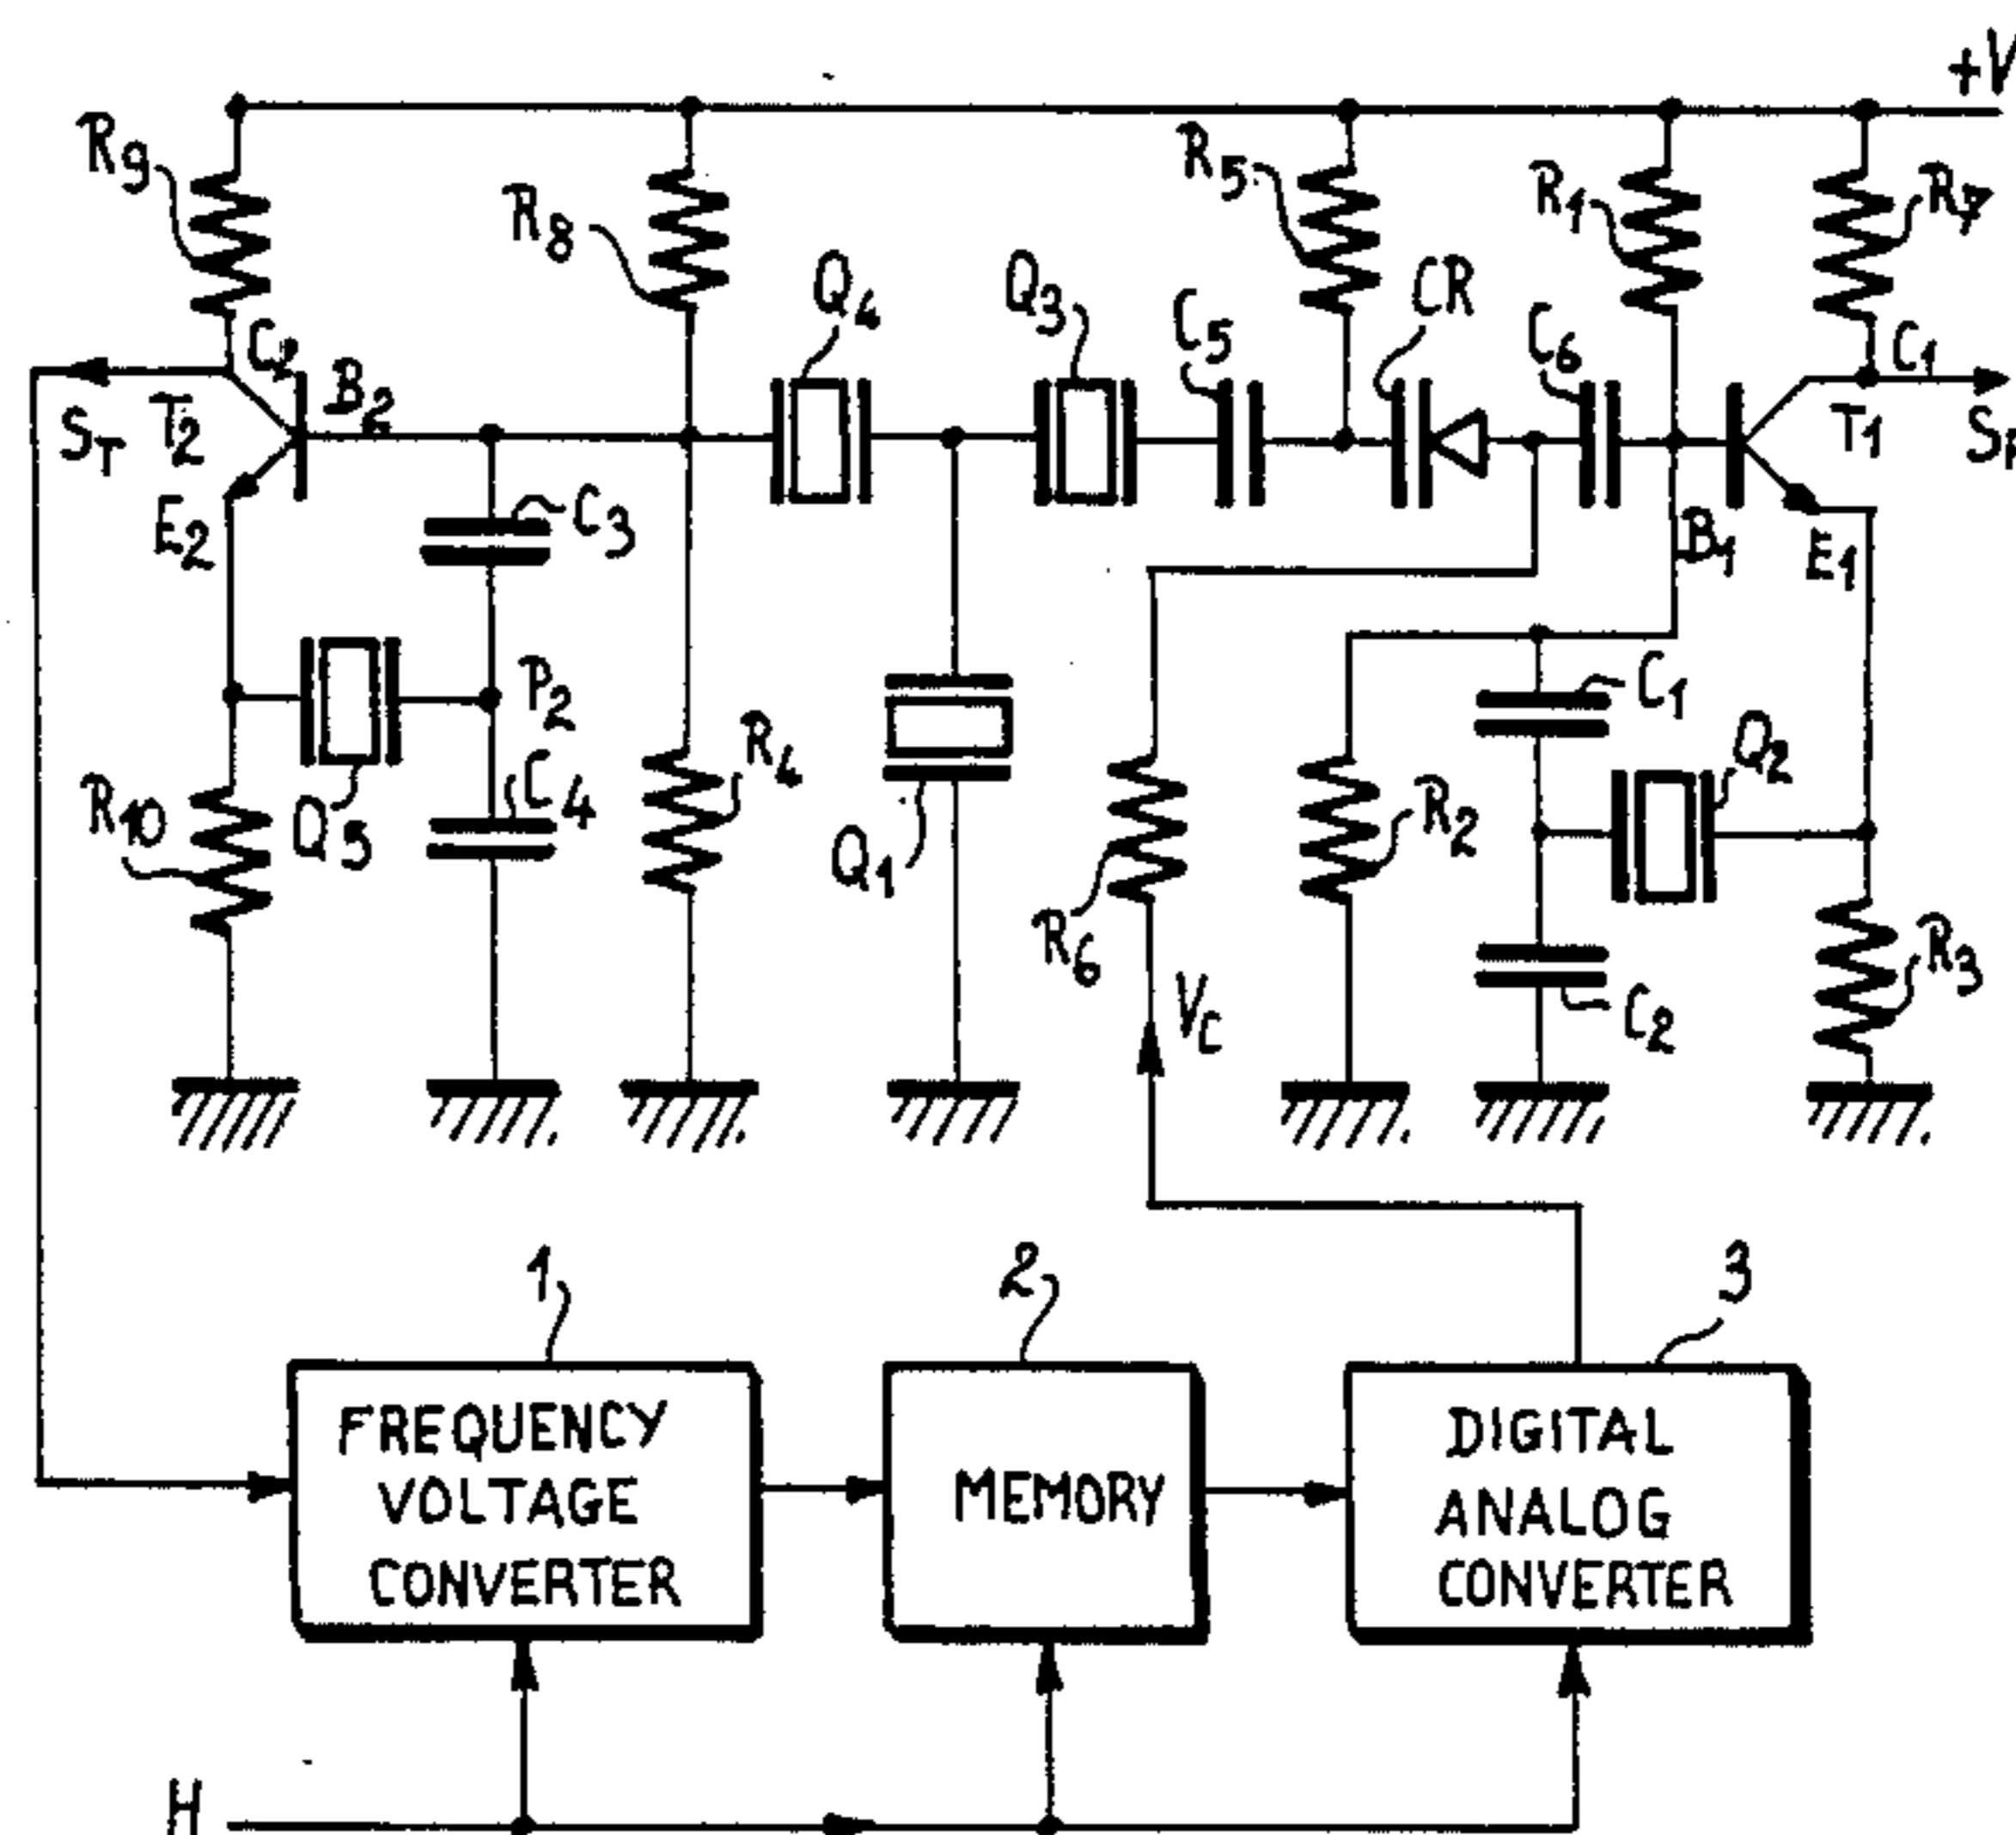 +V
R9
R8
R5
R1
R7
Q4
Q3
C5
CR
C6
C2
B2
C1
ST
T2
T1
E2
C3
B1
E1
P2
C1
R4
Q2
R10
Q5
C4
R2
Q1
R6
R3
VC
C2
1
2
3
FREQUENCY
VOLTAGE
CONVERTER
MEMORY
DIGITAL
ANALOG
CONVERTER
H